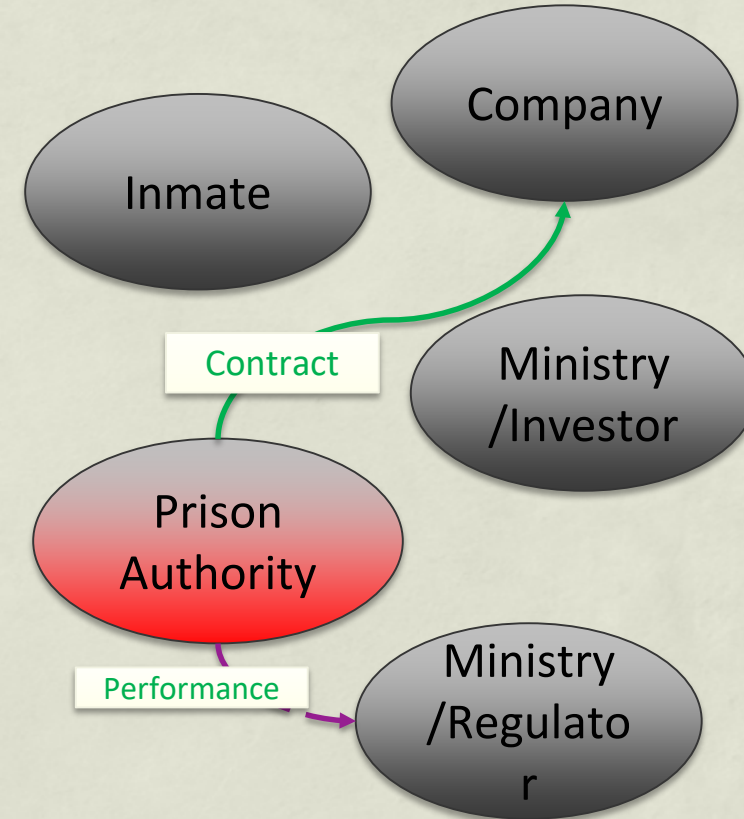 Company
Inmate
Contract
Ministry
/Investor
Prison
Authority
Performance
Ministry
/Regulato
r